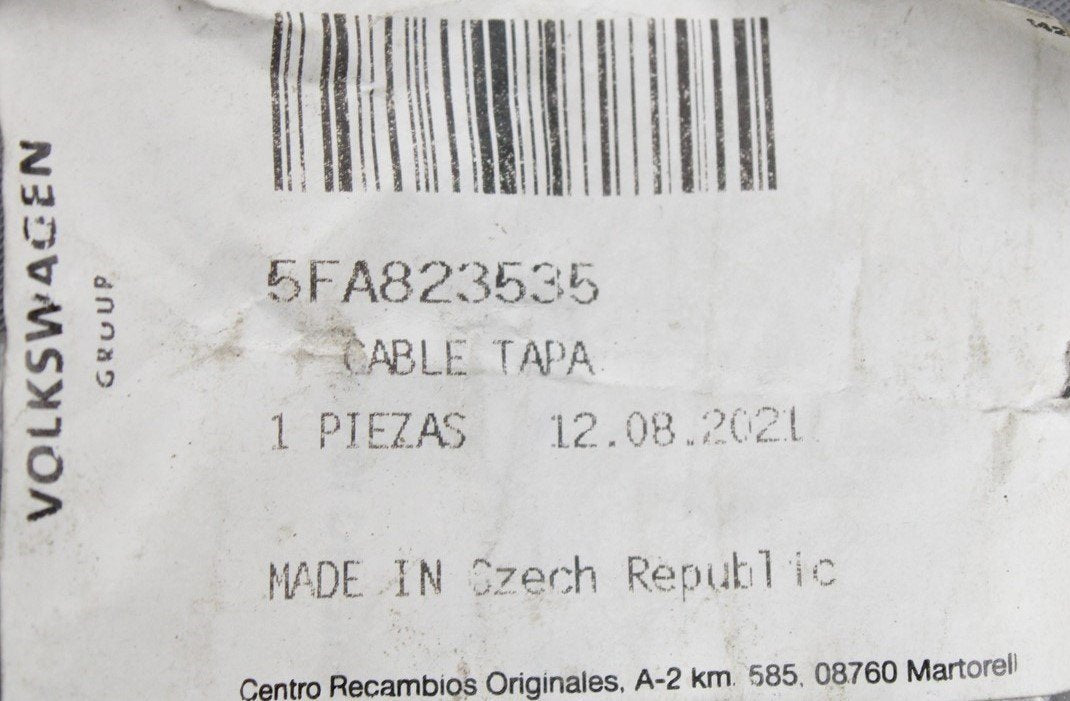 VOLKSWAGEN
GROUP
5FA823535
CABLE TAPA
1 PIEZAS 12.08.2021
MADE IN Czech Republic
Centro Recambios Originales, A-2 km. 585, 08760 Martorell